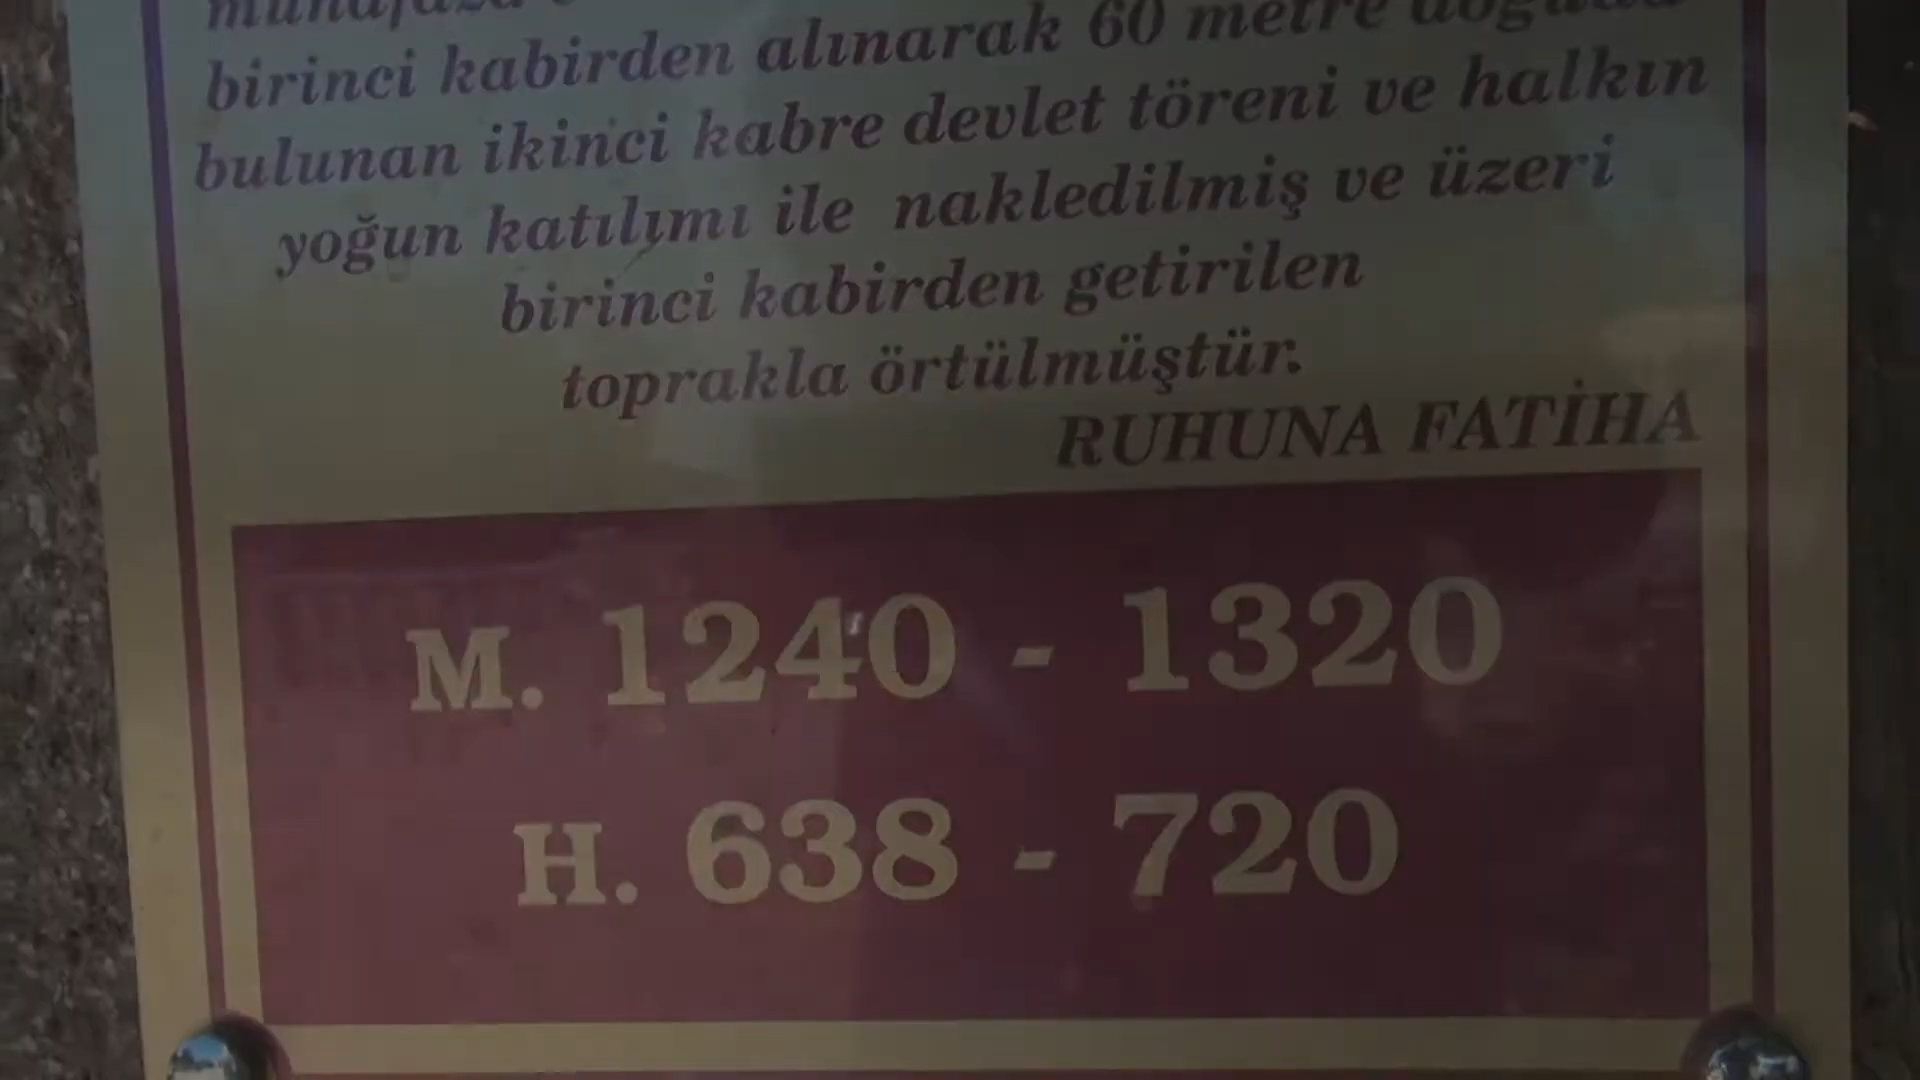 birinci kabirden alınarak 60 metre doğuda
bulunan ikinci kabre devlet töreni ve halkın
yoğun katılımı ile nakledilmiş ve üzeri
birinci kabirden getirilen
toprakla örtülmüştür.
RUHUNA FATİHA
M. 1240 - 1320
H. 638 - 720